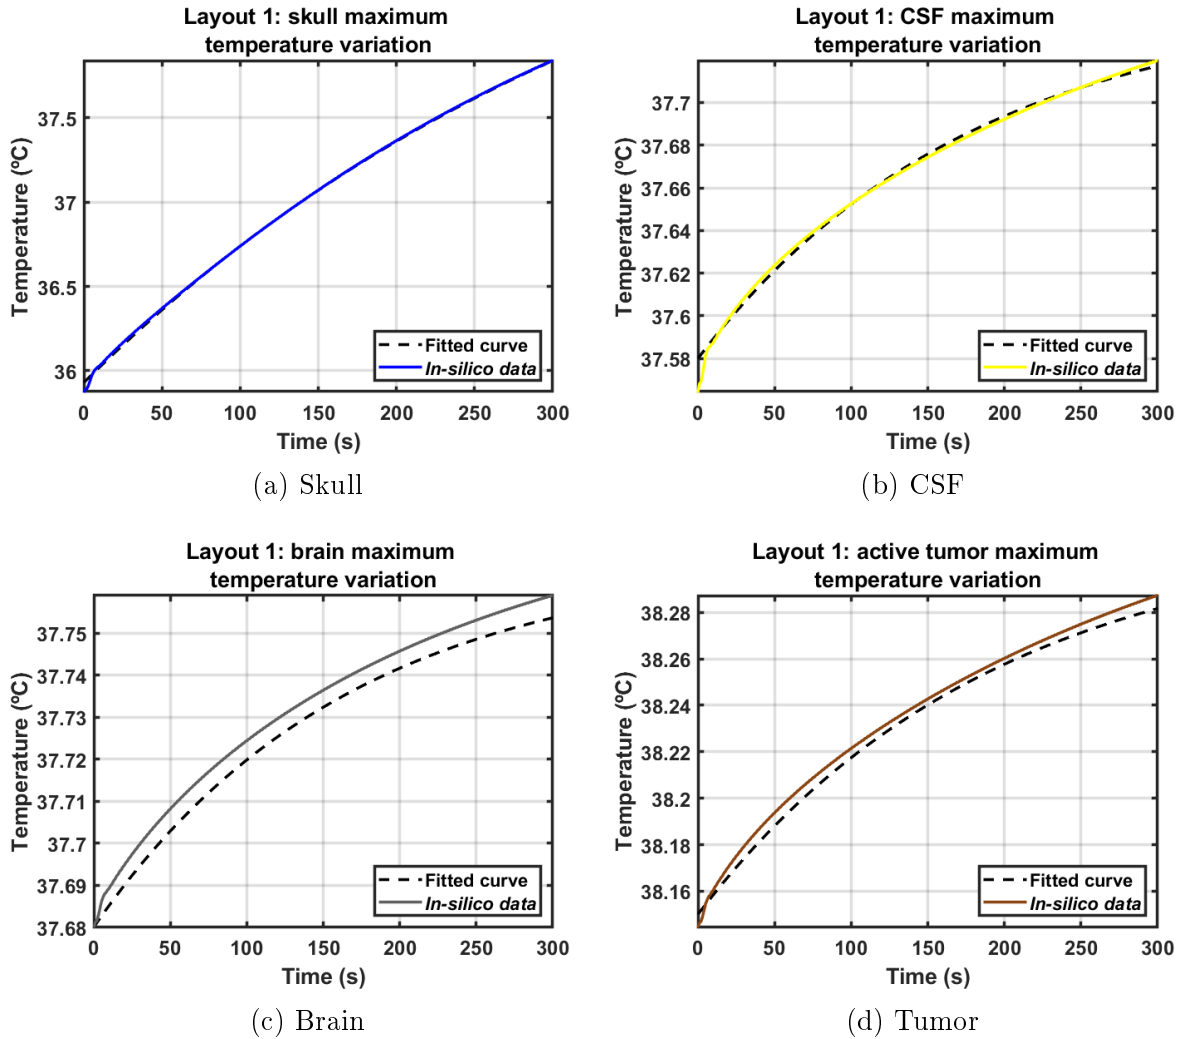 Layout 1: skull maximum
temperature variation
Temperature (ºC)
37.5
37
36.5
36
Fitted curve
In-silico data
0 50 100 150 200 250 300
Time (s)
(a) Skull
Layout 1: CSF maximum
temperature variation
Temperature (ºC)
37.7
37.68
37.66
37.64
37.62
37.6
37.58
Fitted curve
In-silico data
0 50 100 150 200 250 300
Time (s)
(b) CSF
Layout 1: brain maximum
temperature variation
Temperature (ºC)
37.75
37.74
37.73
37.72
37.71
37.7
37.69
37.68
Fitted curve
In-silico data
0 50 100 150 200 250 300
Time (s)
(c) Brain
Layout 1: active tumor maximum
temperature variation
Temperature (ºC)
38.28
38.26
38.24
38.22
38.2
38.18
38.16
Fitted curve
In-silico data
0 50 100 150 200 250 300
Time (s)
(d) Tumor